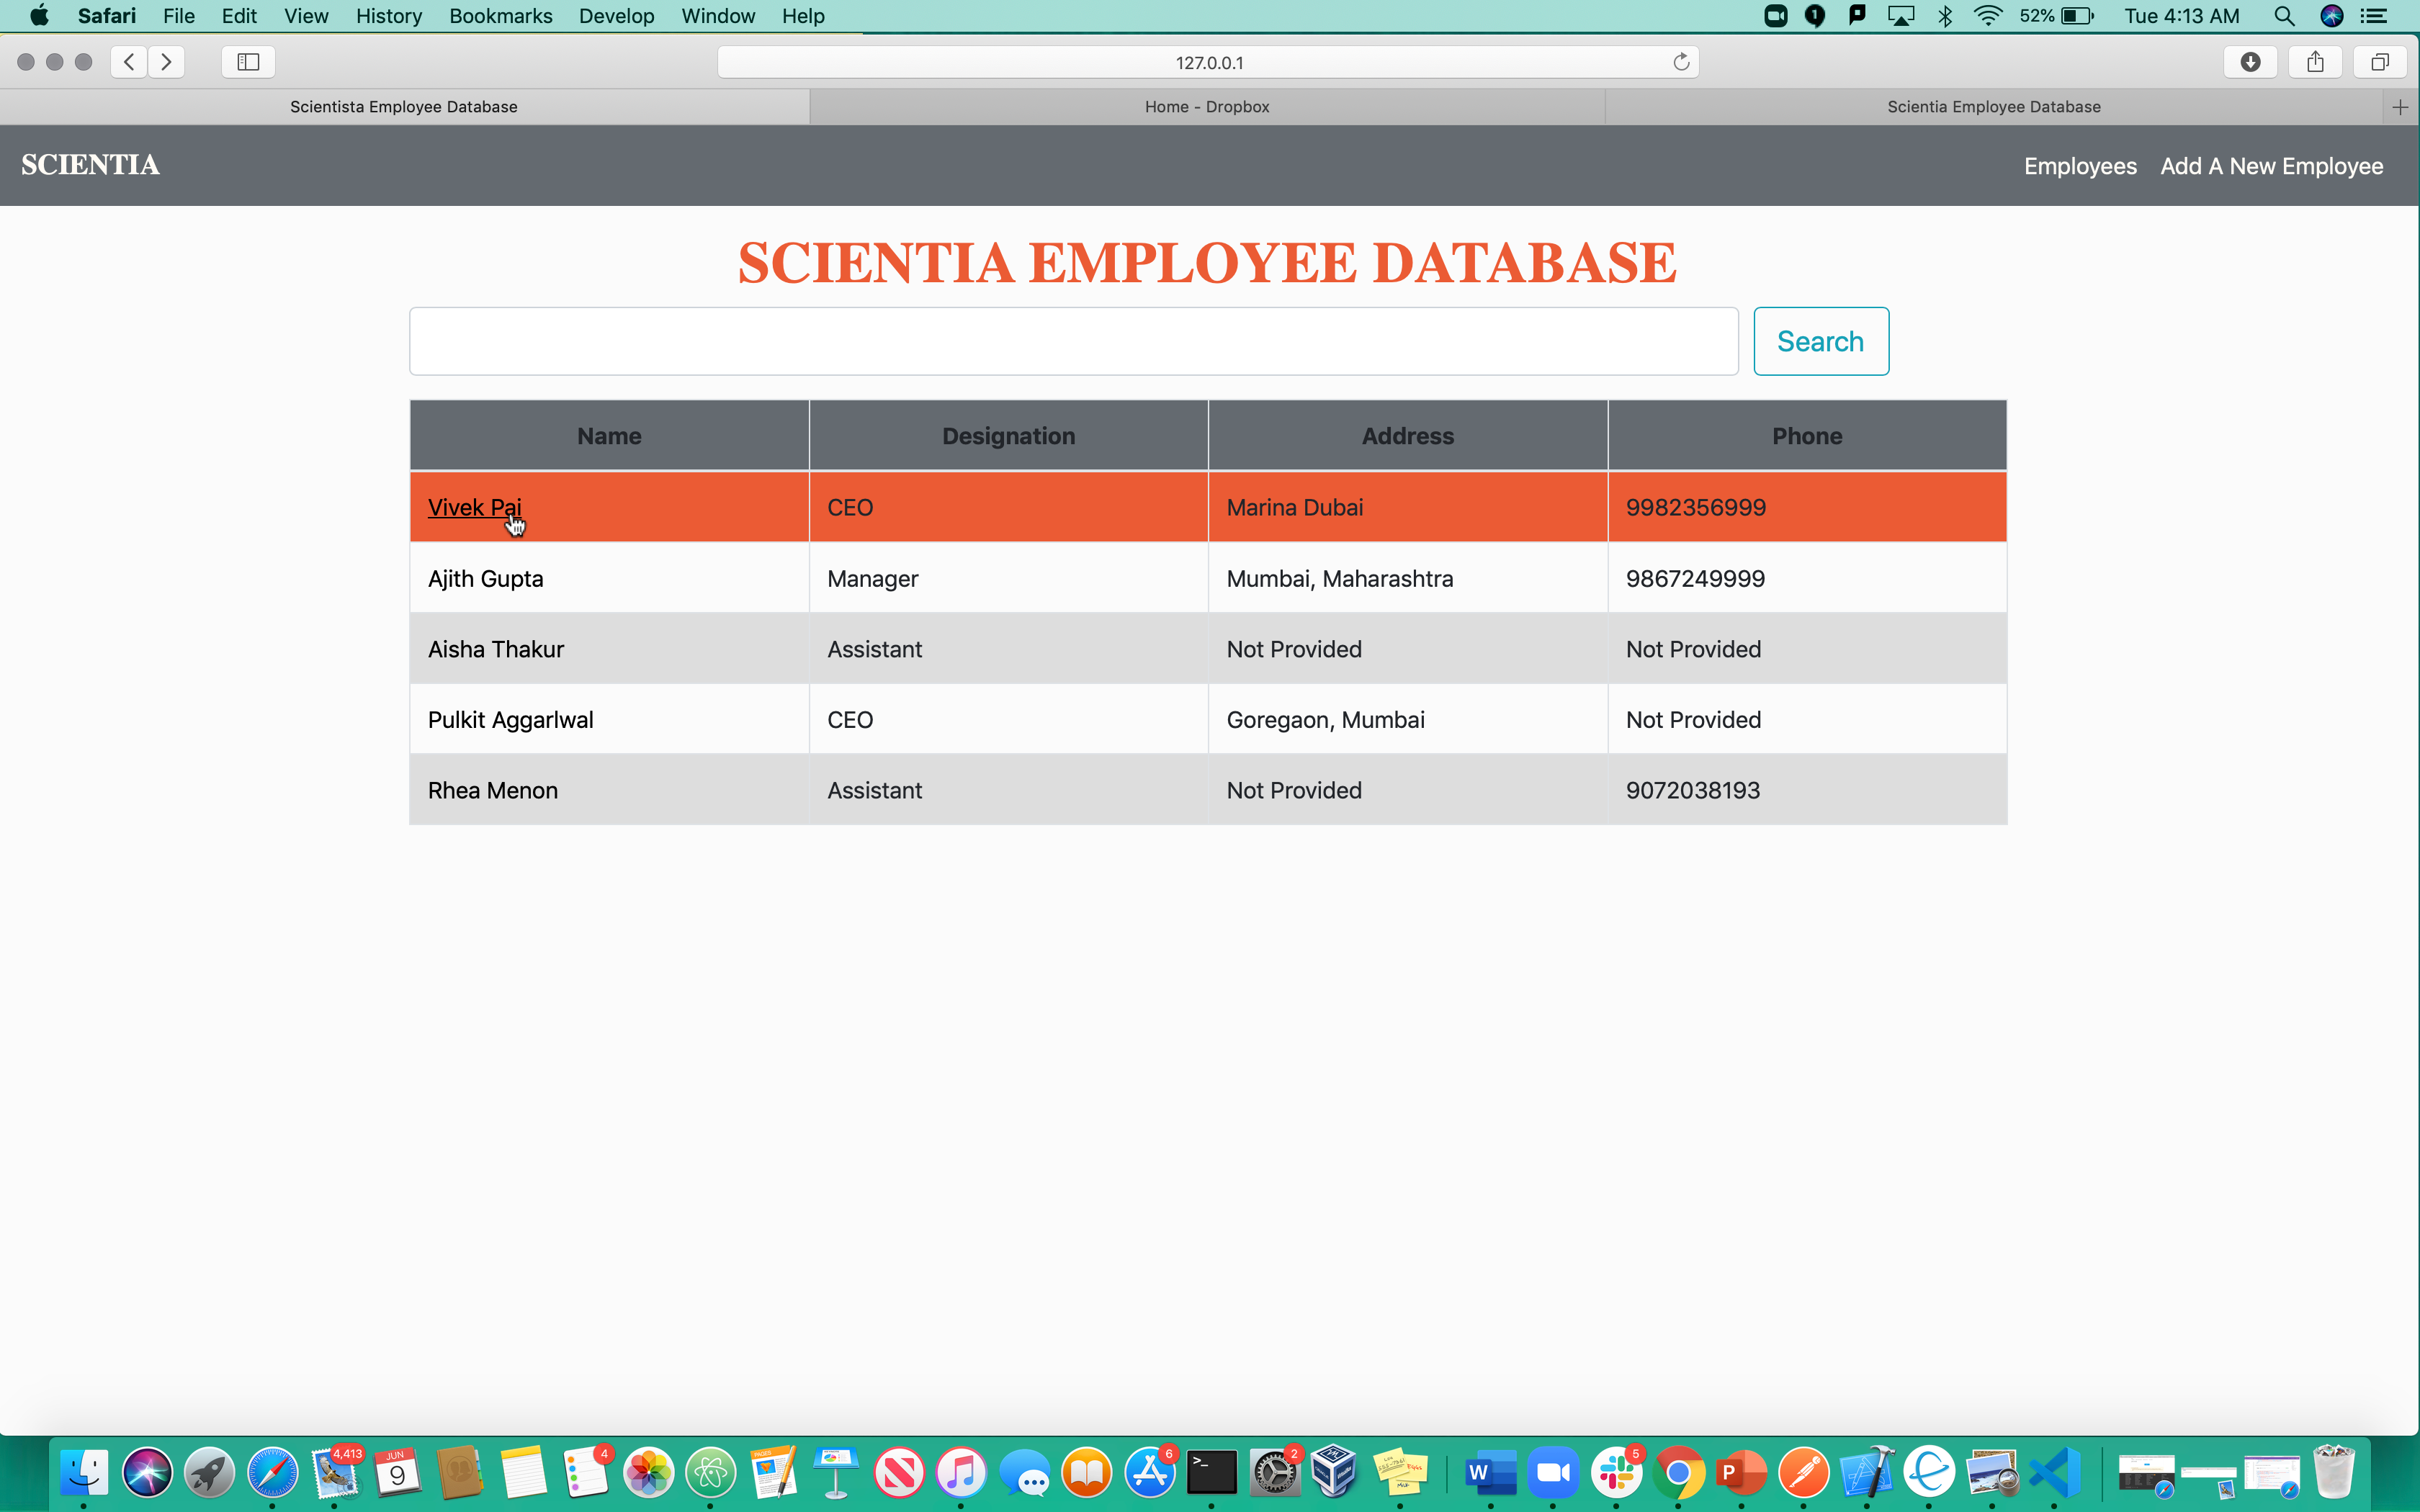 Safari File Edit View History Bookmarks Develop Window Help 1 52% Tue 4:13 AM
127.0.0.1
Scientista Employee Database Home - Dropbox Scientia Employee Database
SCIENTIA Employees Add A New Employee
SCIENTIA EMPLOYEE DATABASE
Search
Name Designation Address Phone
Vivek Pai CEO Marina Dubai 9982356999
Ajith Gupta Manager Mumbai, Maharashtra 9867249999
Aisha Thakur Assistant Not Provided Not Provided
Pulkit Aggarlwal CEO Goregaon, Mumbai Not Provided
Rhea Menon Assistant Not Provided 9072038193
4,413 JUN 9 4 PAGES 6 >_ 2 W 5 P